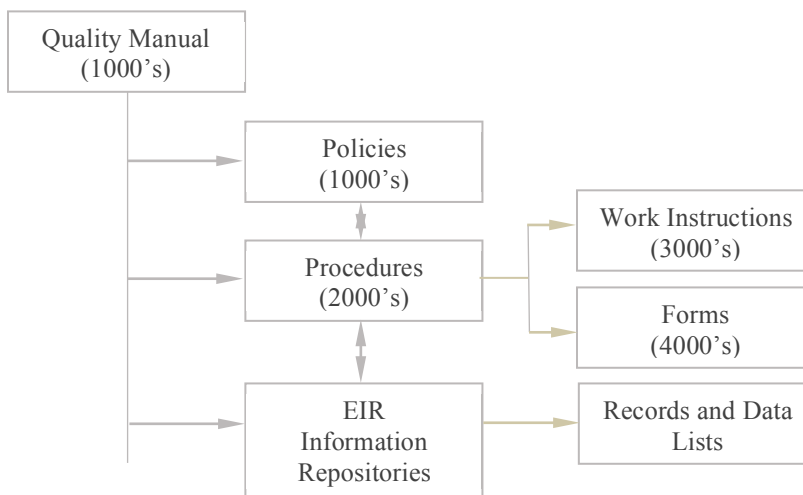 Quality Manual
(1000’s)
Policies
(1000’s)
Procedures
(2000’s)
Work Instructions
(3000’s)
Forms
(4000’s)
EIR
Information
Repositories
Records and Data
Lists